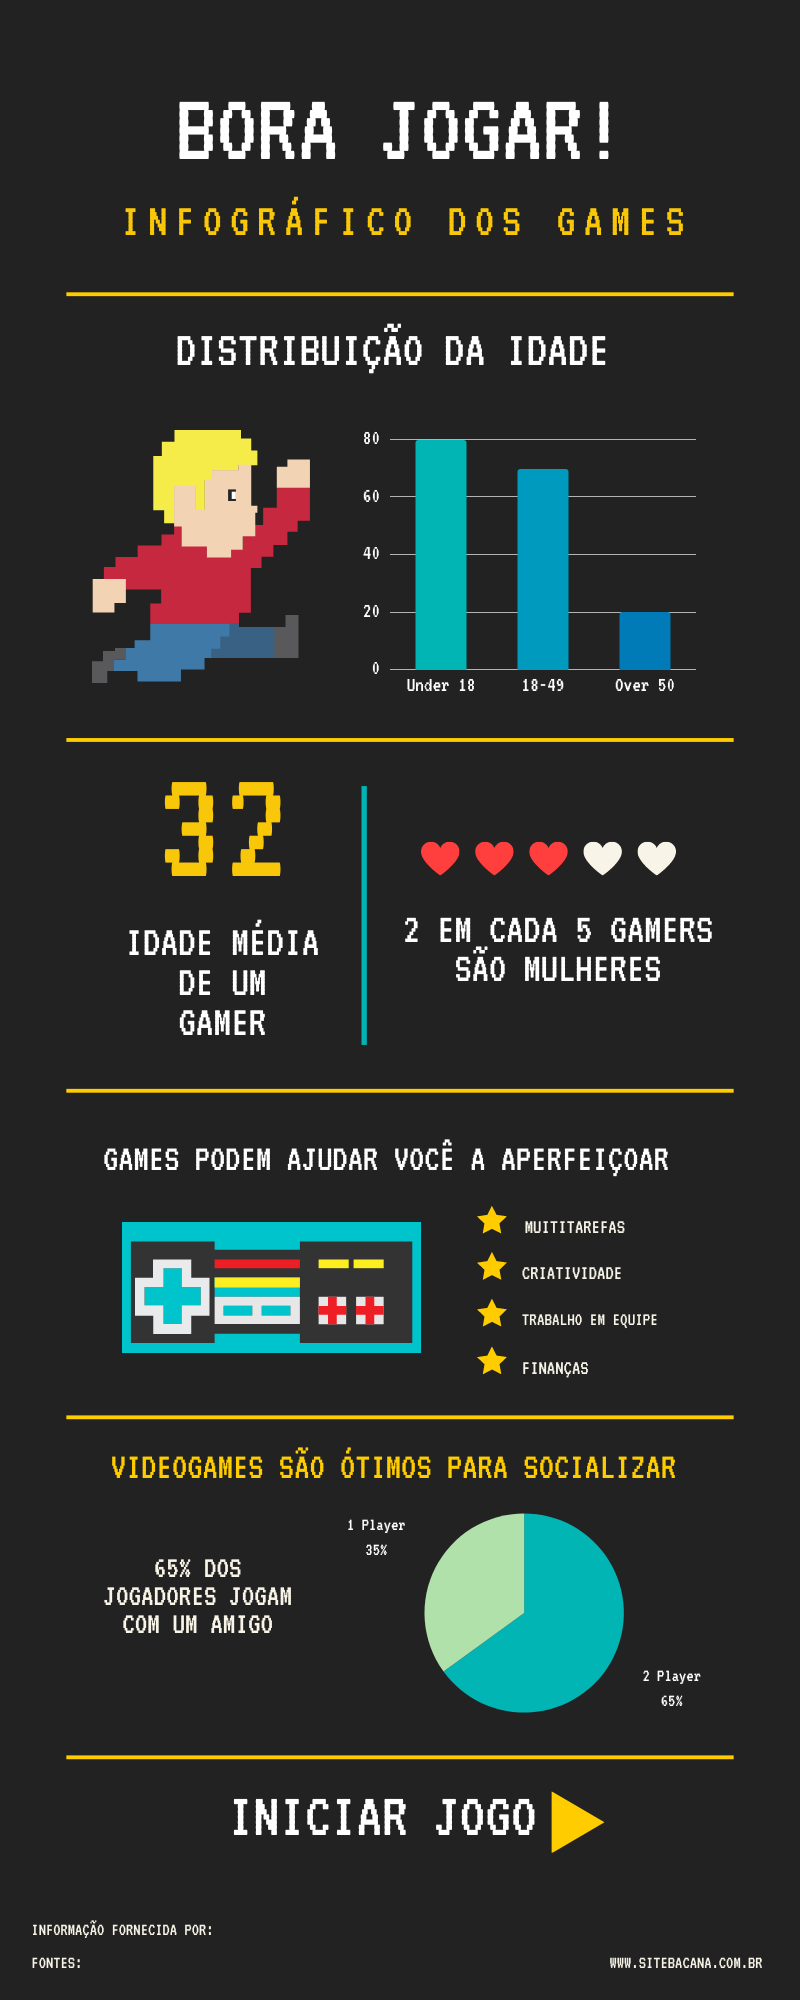 BORA JOGAR!
INFOGRÁFICO DOS GAMES
DISTRIBUIÇÃO DA IDADE
80
60
40
20
0
Under 18
18-49
Over 50
32
IDADE MÉDIA
DE UM
GAMER
2 EM CADA 5 GAMERS
SÃO MULHERES
GAMES PODEM AJUDAR VOCÊ A APERFEIÇOAR
MUITITAREFAS
CRIATIVIDADE
TRABALHO EM EQUIPE
FINANÇAS
VIDEOGAMES SÃO ÓTIMOS PARA SOCIALIZAR
1 Player
35%
65% DOS
JOGADORES JOGAM
COM UM AMIGO
2 Player
65%
INICIAR JOGO
INFORMAÇÃO FORNECIDA POR:
FONTES:
WWW.SITEBACANA.COM.BR